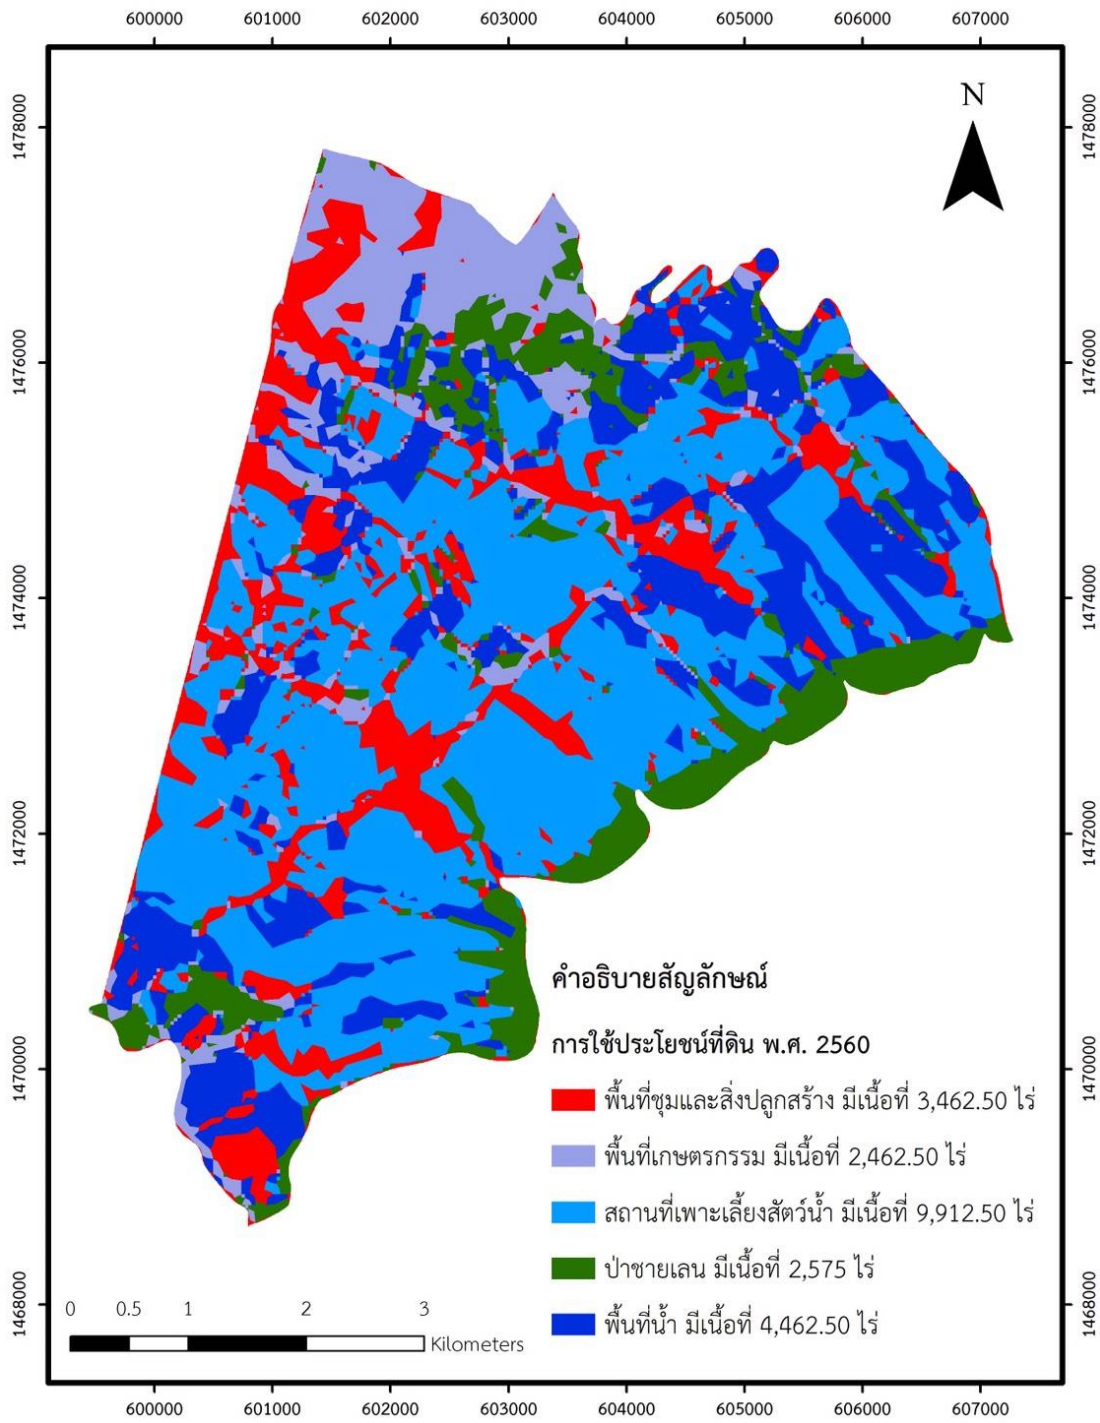 600000 601000 602000 603000 604000 605000 606000 607000
1478000 1478000
N
1476000 1476000
1474000 1474000
1472000 1472000
คำอธิบายสัญลักษณ์
การใช้ประโยชน์ที่ดิน พ.ศ. 2560
1470000 1470000
พื้นที่ชุมและสิ่งปลูกสร้าง มีเนื้อที่ 3,462.50 ไร่
พื้นที่เกษตรกรรม มีเนื้อที่ 2,462.50 ไร่
สถานที่เพาะเลี้ยงสัตว์น้ำ มีเนื้อที่ 9,912.50 ไร่
ป่าชายเลน มีเนื้อที่ 2,575 ไร่
1468000 1468000
พื้นที่น้ำ มีเนื้อที่ 4,462.50 ไร่
0 0.5 1 2 3
Kilometers
600000 601000 602000 603000 604000 605000 606000 607000